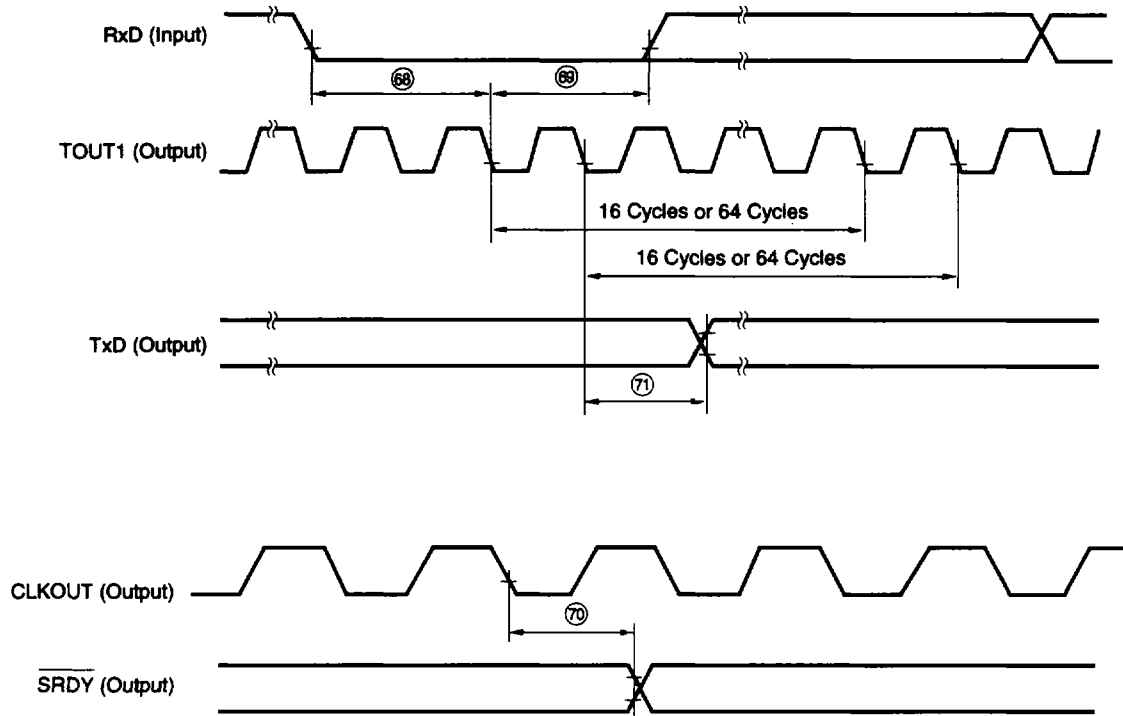 RxD (Input)
68
69
TOUT1 (Output)
16 Cycles or 64 Cycles
16 Cycles or 64 Cycles
TxD (Output)
71
CLKOUT (Output)
70
SRDY (Output)